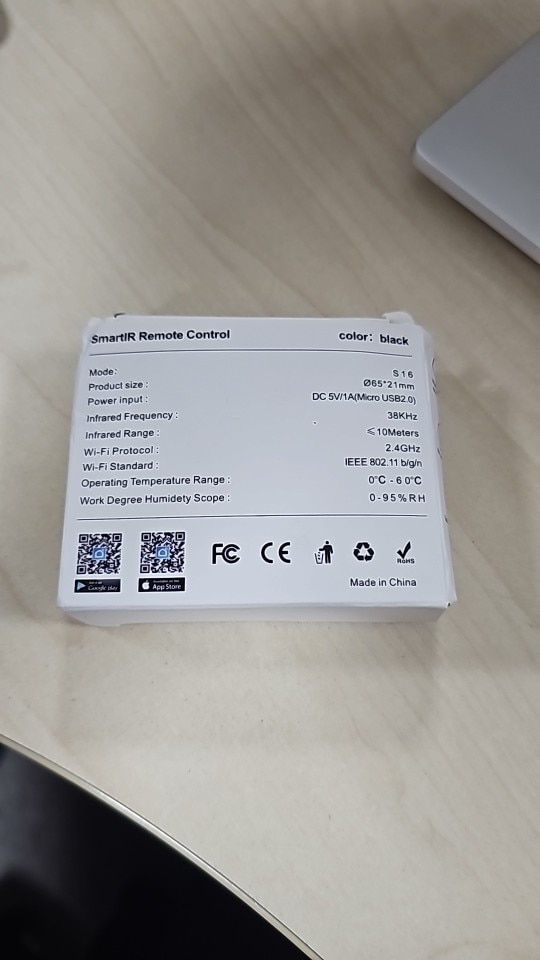 SmartIR Remote Control color: black
Mode: S16
Product size: Ø65*21mm
Power input: DC 5V/1A(Micro USB2.0)
Infrared Frequency: 38KHz
Infrared Range: ≤10Meters
Wi-Fi Protocol: 2.4GHz
Wi-Fi Standard: IEEE 802.11 b/g/n
Operating Temperature Range: 0°C - 60°C
Work Degree Humidety Scope: 0-95%RH
FC CE RoHS
Google play App Store
Made in China